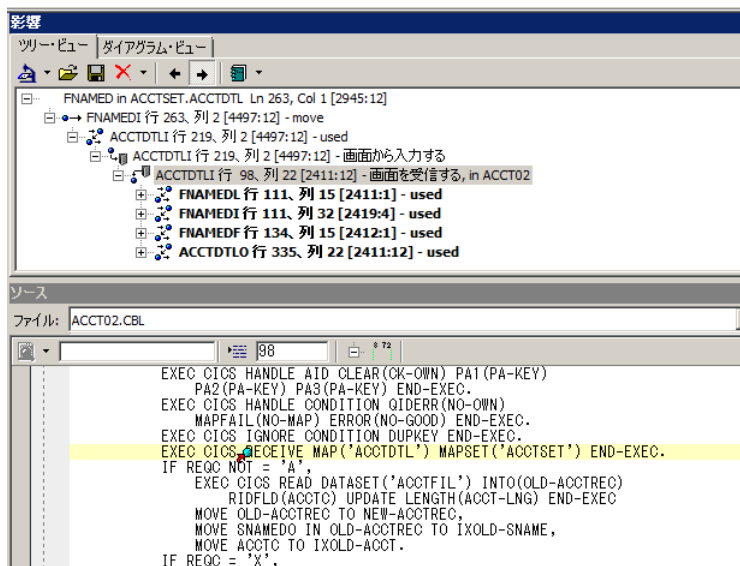 影響
ツリー・ビュー ダイアグラム・ビュー
FNAMED in ACCTSET.ACCTDTL Ln 263, Col 1 [2945:12]
FNAMEDI 行 263、列 2 [4497:12] - move
ACCTDTLI 行 219、列 2 [4497:12] - used
ACCTDTLI 行 219、列 2 [4497:12] - 画面から入力する
ACCTDTLI 行 98、列 22 [2411:12] - 画面を受信する, in ACCT02
FNAMEDL 行 111、列 15 [2411:1] - used
FNAMEDI 行 111、列 32 [2419:4] - used
FNAMEDF 行 134、列 15 [2412:1] - used
ACCTDTLO 行 335、列 22 [2411:12] - used
ソース
ファイル: ACCT02.CBL
98 8 72
EXEC CICS HANDLE AID CLEAR(CK-OWN) PA1(PA-KEY)
PA2(PA-KEY) PA3(PA-KEY) END-EXEC.
EXEC CICS HANDLE CONDITION QIDERR(NO-OWN)
MAPFAIL(NO-MAP) ERROR(NO-GOOD) END-EXEC.
EXEC CICS IGNORE CONDITION DUPKEY END-EXEC.
EXEC CICS RECEIVE MAP('ACCTDTL') MAPSET('ACCTSET') END-EXEC.
IF REQC NOT = 'A',
EXEC CICS READ DATASET('ACCTFIL') INTO(OLD-ACCTREC)
RIDFLD(ACCTC) UPDATE LENGTH(ACCT-LNG) END-EXEC
MOVE OLD-ACCTREC TO NEW-ACCTREC,
MOVE SNAMEDO IN OLD-ACCTREC TO IXOLD-SNAME,
MOVE ACCTC TO IXOLD-ACCT.
IF REQC = 'X',